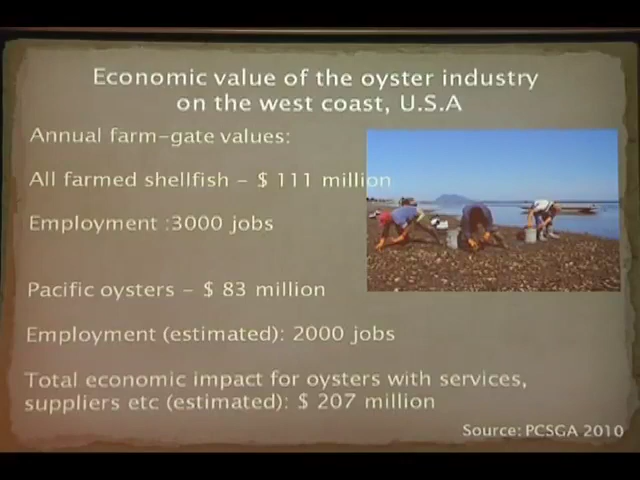 Economic value of the oyster industry
on the west coast, U.S.A
Annual farm-gate values:
All farmed shellfish - $ 111 million
Employment :3000 jobs
Pacific oysters - $ 83 million
Employment (estimated): 2000 jobs
Total economic impact for oysters with services,
suppliers etc (estimated): $ 207 million
Source: PCSGA 2010